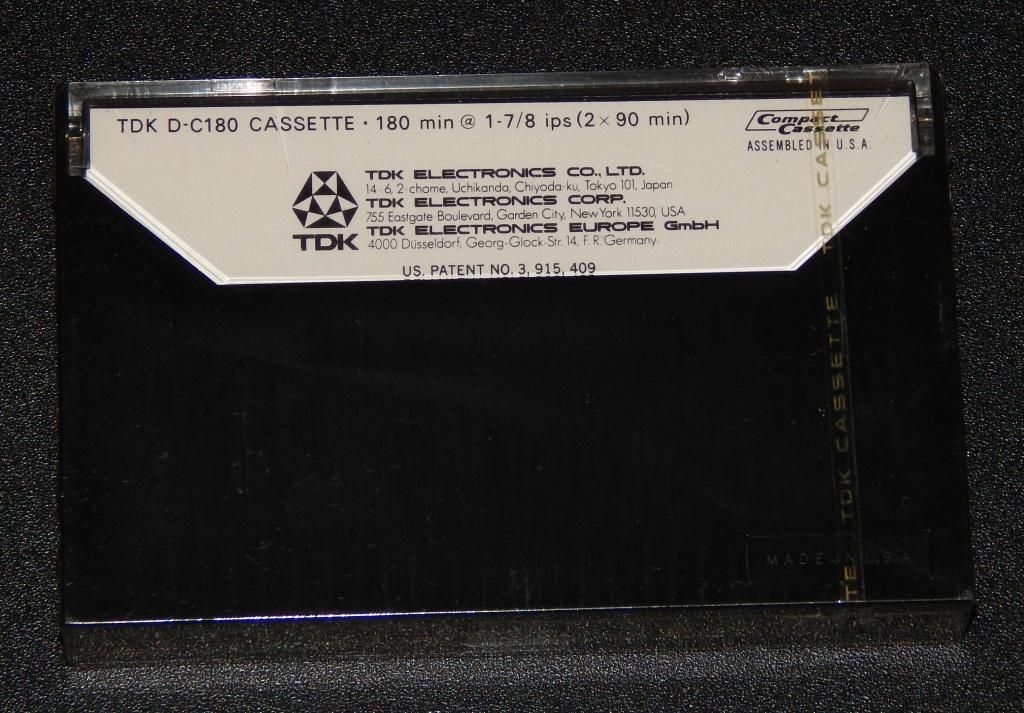 TDK D-C180 CASSETTE · 180 min @ 1-7/8 ips (2 × 90 min)
Compact
Cassette
ASSEMBLED IN U.S.A.
TDK ELECTRONICS CO., LTD.
14-6, 2-chome, Uchikanda, Chiyoda-ku, Tokyo 101, Japan
TDK ELECTRONICS CORP.
755 Eastgate Boulevard, Garden City, New York 11530, USA
TDK ELECTRONICS EUROPE GmbH
4000 Düsseldorf, Georg-Glock-Str. 14, F. R. Germany.
TDK
US. PATENT NO. 3, 915, 409
TE TDK CASSETTE TDK CASSET
MADE IN U.S.A